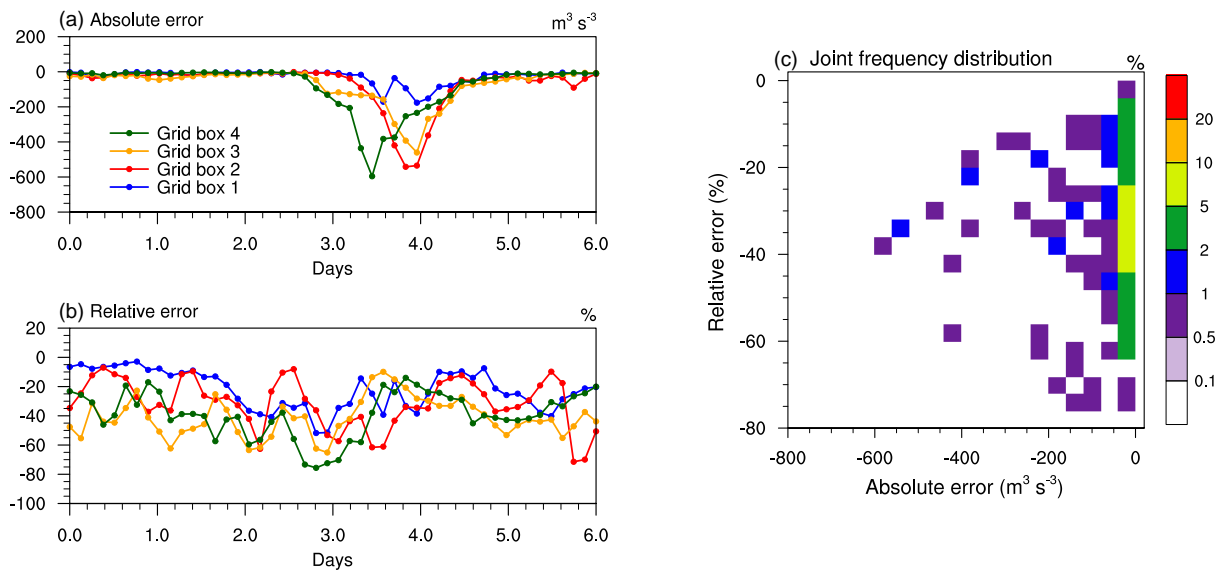 (a) Absolute error
m³ s⁻³
200
0
-200
-400
-600
-800
Grid box 4
Grid box 3
Grid box 2
Grid box 1
0.0 1.0 2.0 3.0 4.0 5.0 6.0
Days
(b) Relative error
%
20
0
-20
-40
-60
-80
-100
0.0 1.0 2.0 3.0 4.0 5.0 6.0
Days
(c) Joint frequency distribution
%
Relative error (%)
0
-20
-40
-60
-80
-800 -600 -400 -200 0
Absolute error (m³ s⁻³)
20
10
5
2
1
0.5
0.1